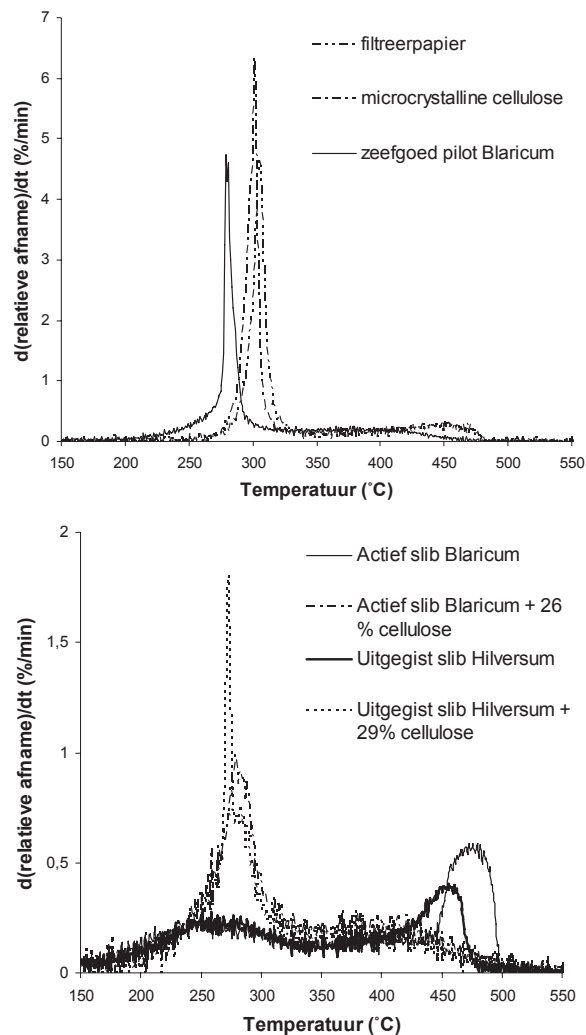 d(relatieve afname)/dt (%/min)
7
6
5
4
3
2
1
0
150 200 250 300 350 400 450 500 550
Temperatuur (˚C)
filtreerpapier
microcrystalline cellulose
zeefgoed pilot Blaricum
d(relatieve afname)/dt (%/min)
2
1,5
1
0,5
0
150 200 250 300 350 400 450 500 550
Temperatuur (˚C)
Actief slib Blaricum
Actief slib Blaricum + 26
% cellulose
Uitgegist slib Hilversum
Uitgegist slib Hilversum +
29% cellulose